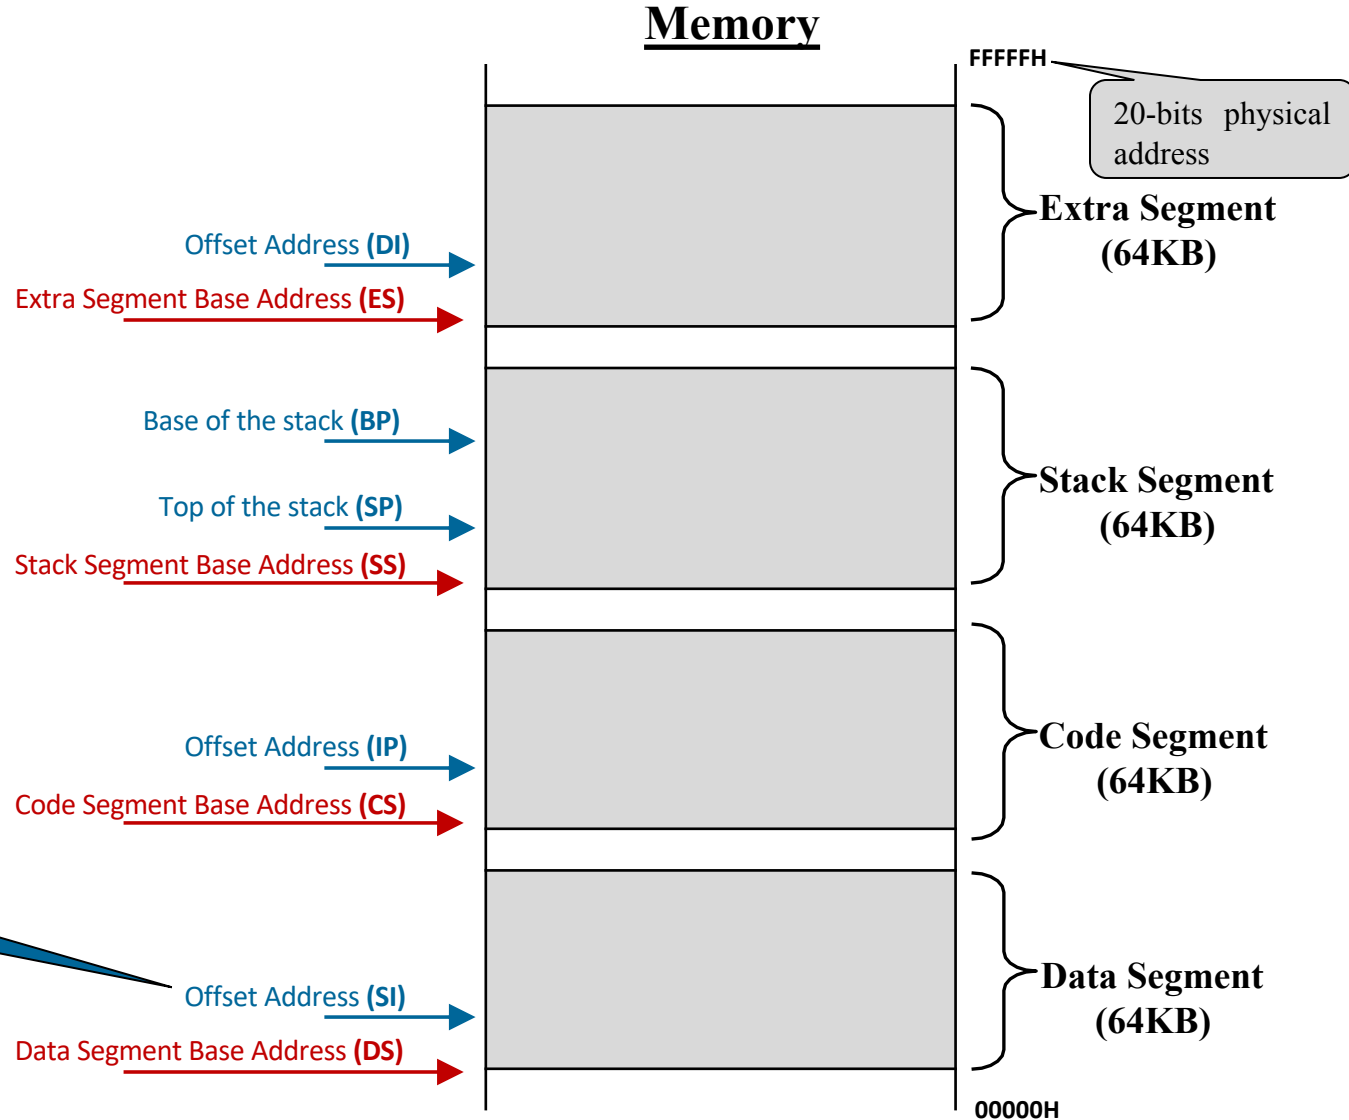 Memory
FFFFFH
20-bits physical
address
Extra Segment
(64KB)
Offset Address (DI)
Extra Segment Base Address (ES)
Base of the stack (BP)
Stack Segment
(64KB)
Top of the stack (SP)
Stack Segment Base Address (SS)
Code Segment
(64KB)
Offset Address (IP)
Code Segment Base Address (CS)
Data Segment
(64KB)
Offset Address (SI)
Data Segment Base Address (DS)
00000H